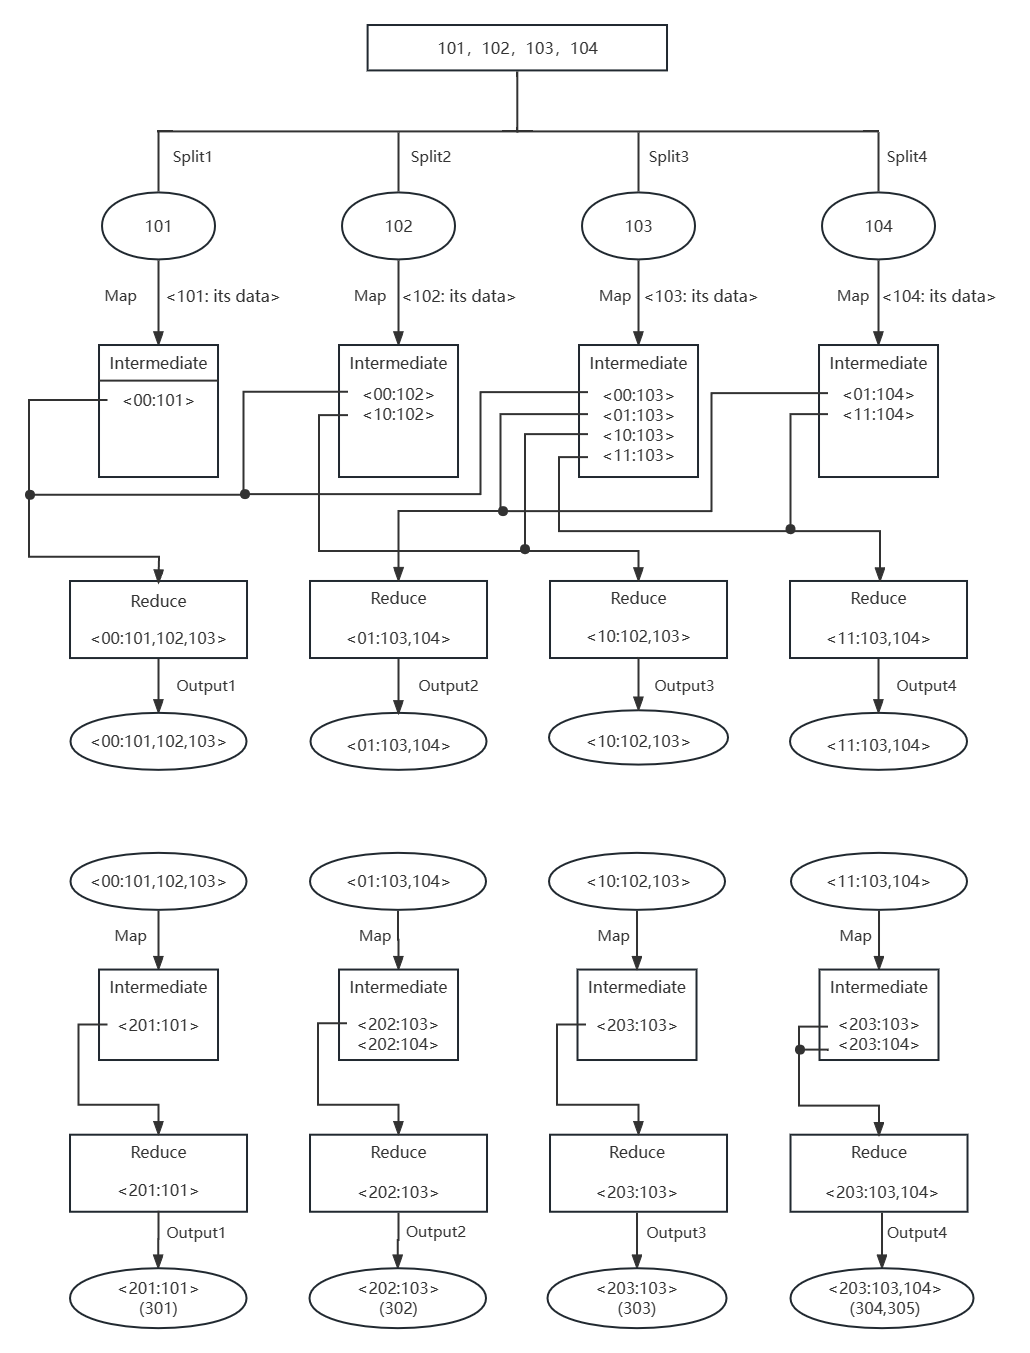 101，102，103，104
Split1
Split2
Split3
Split4
101
102
103
104
Map <101: its data>
Map <102: its data>
Map <103: its data>
Map <104: its data>
Intermediate
<00:101>
Intermediate
<00:102>
<10:102>
Intermediate
<00:103>
<01:103>
<10:103>
<11:103>
Intermediate
<01:104>
<11:104>
Reduce
<00:101,102,103>
Reduce
<01:103,104>
Reduce
<10:102,103>
Reduce
<11:103,104>
Output1
Output2
Output3
Output4
<00:101,102,103>
<01:103,104>
<10:102,103>
<11:103,104>
<00:101,102,103>
<01:103,104>
<10:102,103>
<11:103,104>
Map
Map
Map
Map
Intermediate
<201:101>
Intermediate
<202:103>
<202:104>
Intermediate
<203:103>
Intermediate
<203:103>
<203:104>
Reduce
<201:101>
Reduce
<202:103>
Reduce
<203:103>
Reduce
<203:103,104>
Output1
Output2
Output3
Output4
<201:101>
(301)
<202:103>
(302)
<203:103>
(303)
<203:103,104>
(304,305)